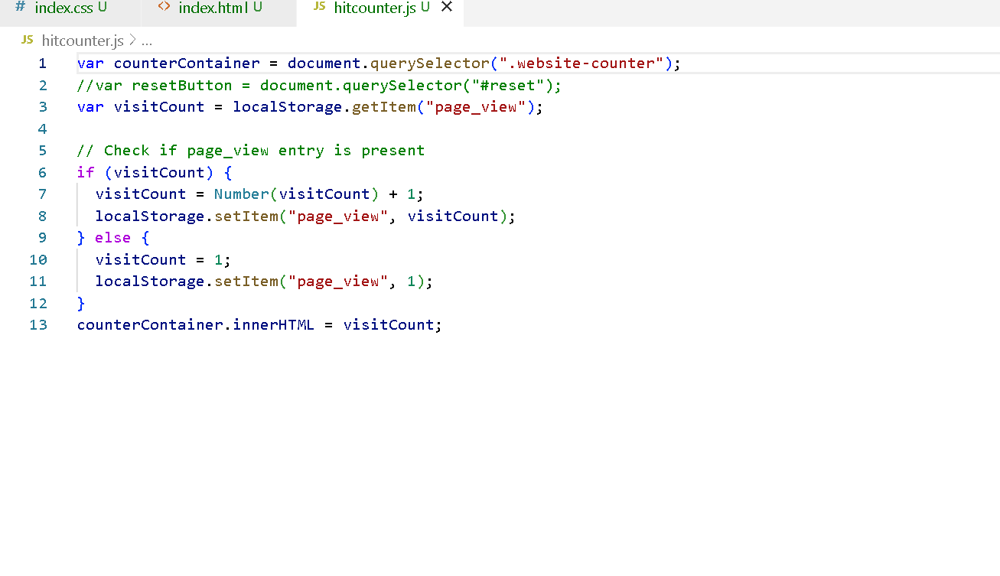 # index.css U <> index.html U JS hitcounter.js U ×
JS hitcounter.js > ...
1 var counterContainer = document.querySelector(".website-counter");
2 //var resetButton = document.querySelector("#reset");
3 var visitCount = localStorage.getItem("page_view");
4
5 // Check if page_view entry is present
6 if (visitCount) {
7 visitCount = Number(visitCount) + 1;
8 localStorage.setItem("page_view", visitCount);
9 } else {
10 visitCount = 1;
11 localStorage.setItem("page_view", 1);
12 }
13 counterContainer.innerHTML = visitCount;